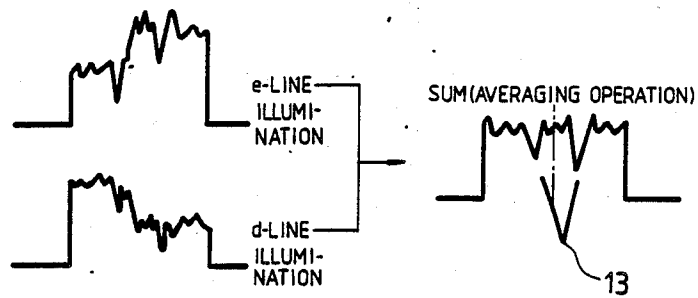 e-LINE
ILLUMI-
NATION
SUM(AVERAGING OPERATION)
d-LINE
ILLUMI-
NATION
13